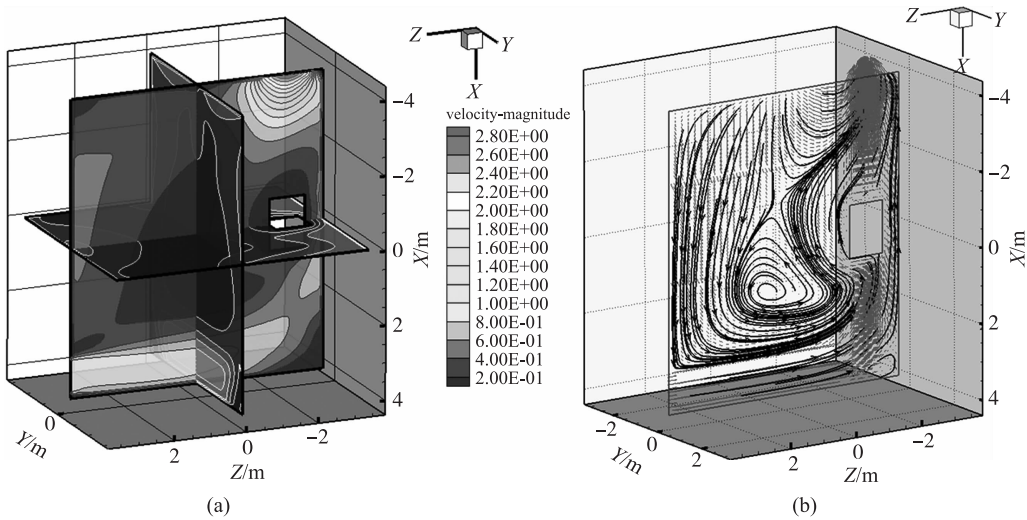 Z
Y
X
velocity-magnitude
2.80E+00
2.60E+00
2.40E+00
2.20E+00
2.00E+00
1.80E+00
1.60E+00
1.40E+00
1.20E+00
1.00E+00
8.00E-01
6.00E-01
4.00E-01
2.00E-01
−4
−2
0
2
4
X/m
0
Y/m
2
0
−2
Z/m
(a)
Z
Y
X
−4
−2
0
2
4
X/m
−2
0
2
Y/m
2
0
−2
Z/m
(b)